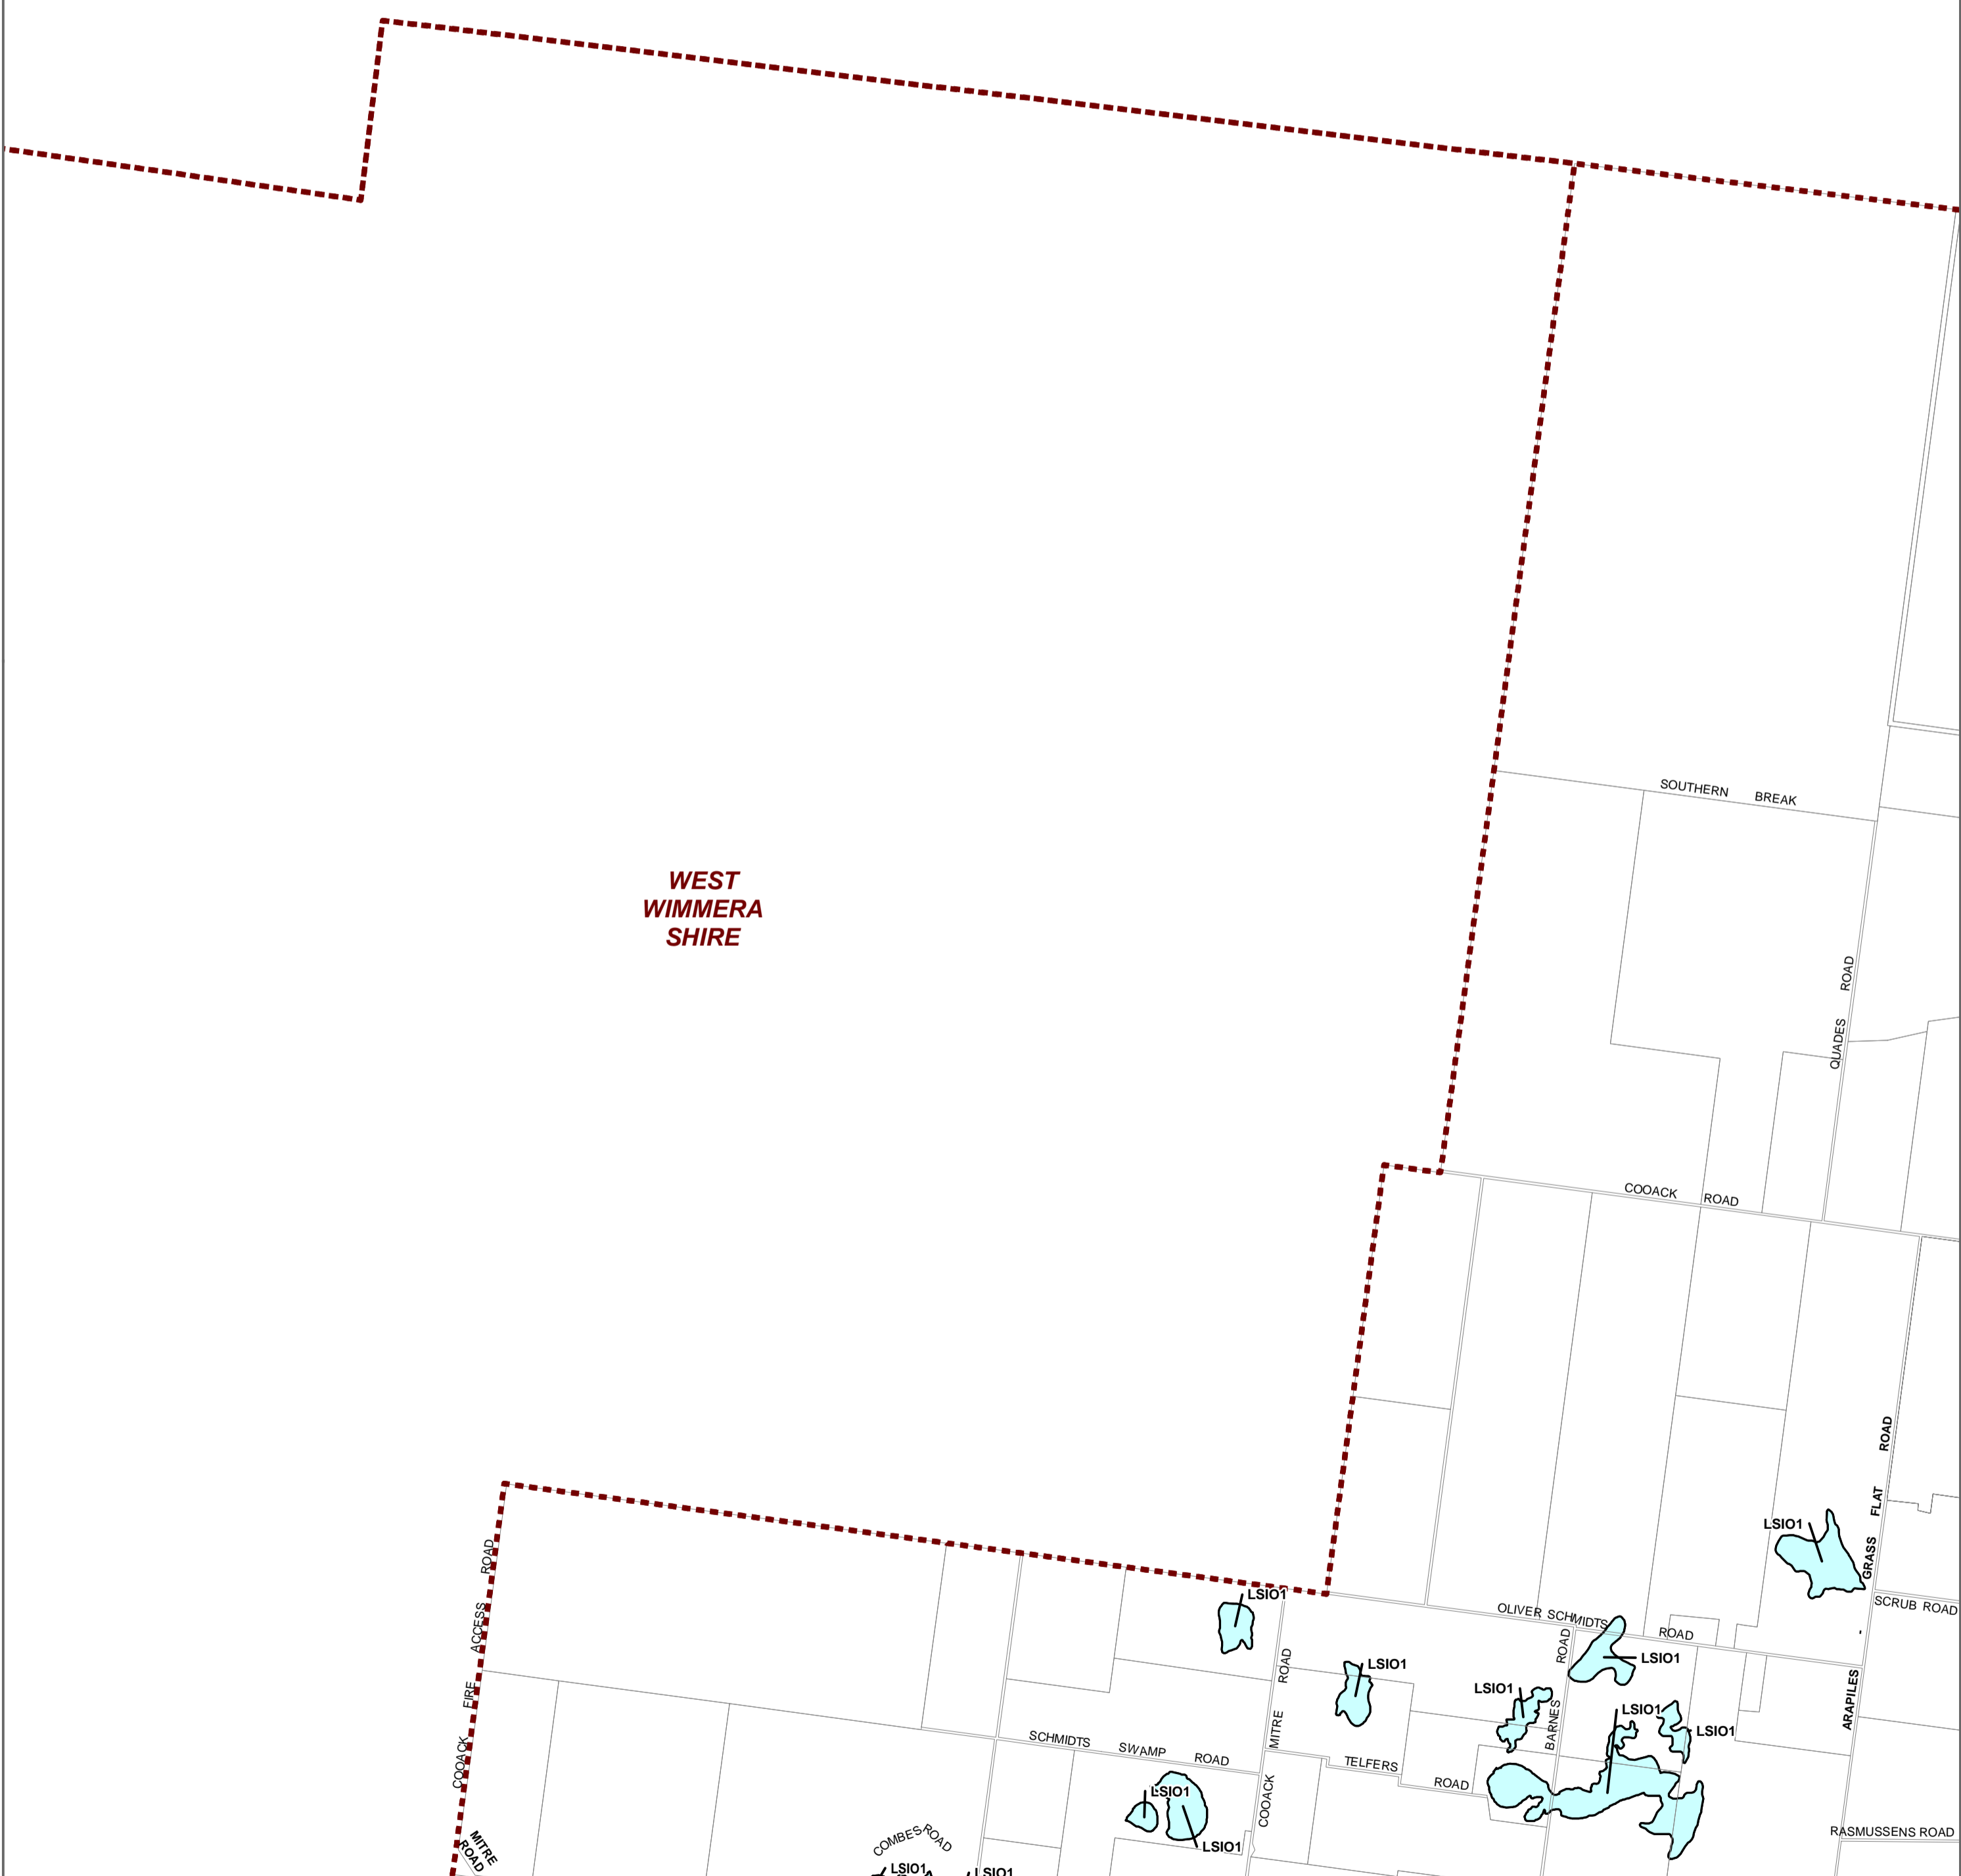 SOUTHERN BREAK
WEST
WIMMERA
SHIRE
QUADES ROAD
COOACK ROAD
ARAPILES GRASS FLAT ROAD
LSIO1
SCRUB ROAD
OLIVER SCHMIDTS ROAD
LSIO1
LSIO1
LSIO1
LSIO1
LSIO1
LSIO1
BARNES ROAD
COOACK MITRE ROAD
COOACK FIRE ACCESS ROAD
SCHMIDTS SWAMP ROAD
TELFERS ROAD
LSIO1
LSIO1
RASMUSSENS ROAD
COMBES ROAD
MITRE
ROAD
LSIO1
LSIO1